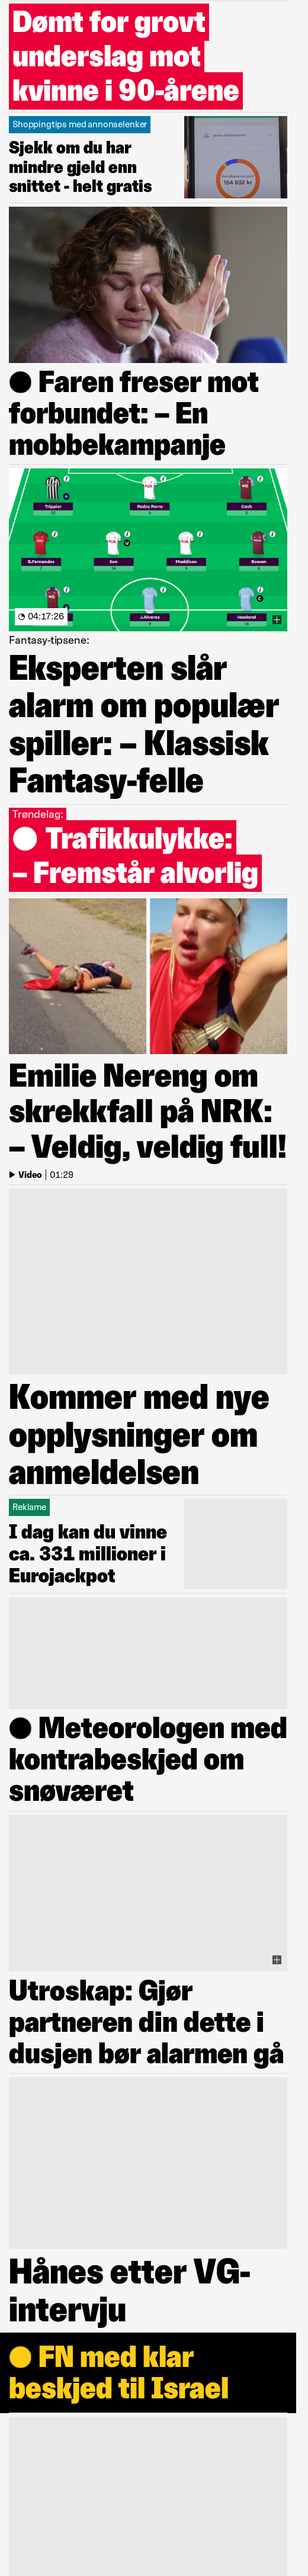 Dømt for grovt
underslag mot
kvinne i 90-årene
Shoppingtips med annonselenker
Sjekk om du har
mindre gjeld enn
snittet - helt gratis
154 632 kr
● Faren freser mot
forbundet: – En
mobbekampanje
Trippier
Pedro Porro
Cash
B.Fernandes
Son
Maddison
Bowen
J.Alvarez
Haaland
04:17:26
Fantasy-tipsene:
Eksperten slår
alarm om populær
spiller: – Klassisk
Fantasy-felle
Trøndelag:
● Trafikkulykke:
– Fremstår alvorlig
Emilie Nereng om
skrekkfall på NRK:
– Veldig, veldig full!
Video | 01:29
Kommer med nye
opplysninger om
anmeldelsen
Reklame
I dag kan du vinne
ca. 331 millioner i
Eurojackpot
● Meteorologen med
kontrabeskjed om
snøværet
Utroskap: Gjør
partneren din dette i
dusjen bør alarmen gå
Hånes etter VG-
intervju
● FN med klar
beskjed til Israel